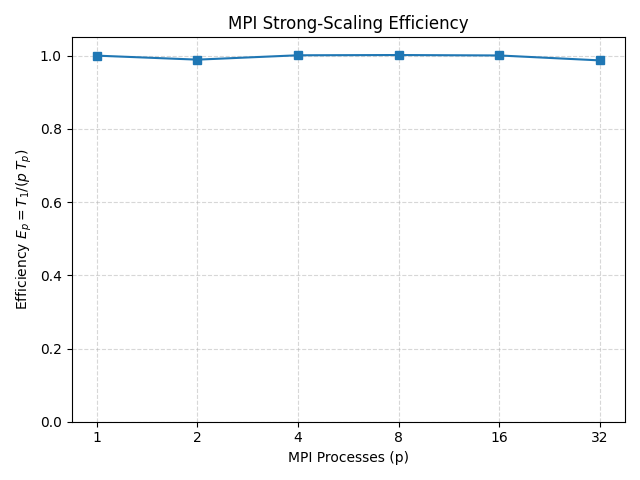 MPI Strong-Scaling Efficiency
Efficiency $E_p = T_1/(p\ T_p)$
1.0
0.8
0.6
0.4
0.2
0.0
1 2 4 8 16 32
MPI Processes (p)